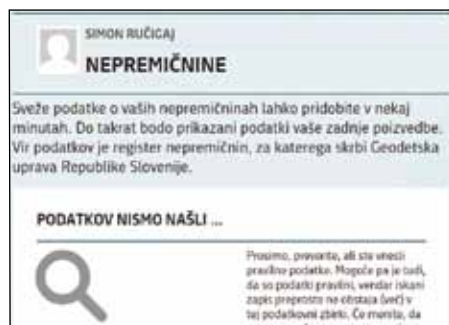 SIMON RUČIGAJ
NEPREMIČNINE
Sveže podatke o vaših nepremičninah lahko pridobite v nekaj
minutah. Do takrat bodo prikazani podatki vaše zadnje poizvedbe.
Vir podatkov je register nepremičnin, za katerega skrbi Geodetska
uprava Republike Slovenije.
PODATKOV NISMO NAŠLI ...
Prosimo, preverite, ali ste vnesli
pravilne podatke. Mogoče pa je tudi,
da so podatki pravilni, vendar iskani
zapis preprosto ne obstaja (več) v
tej podatkovni zbirki. Če menite, da